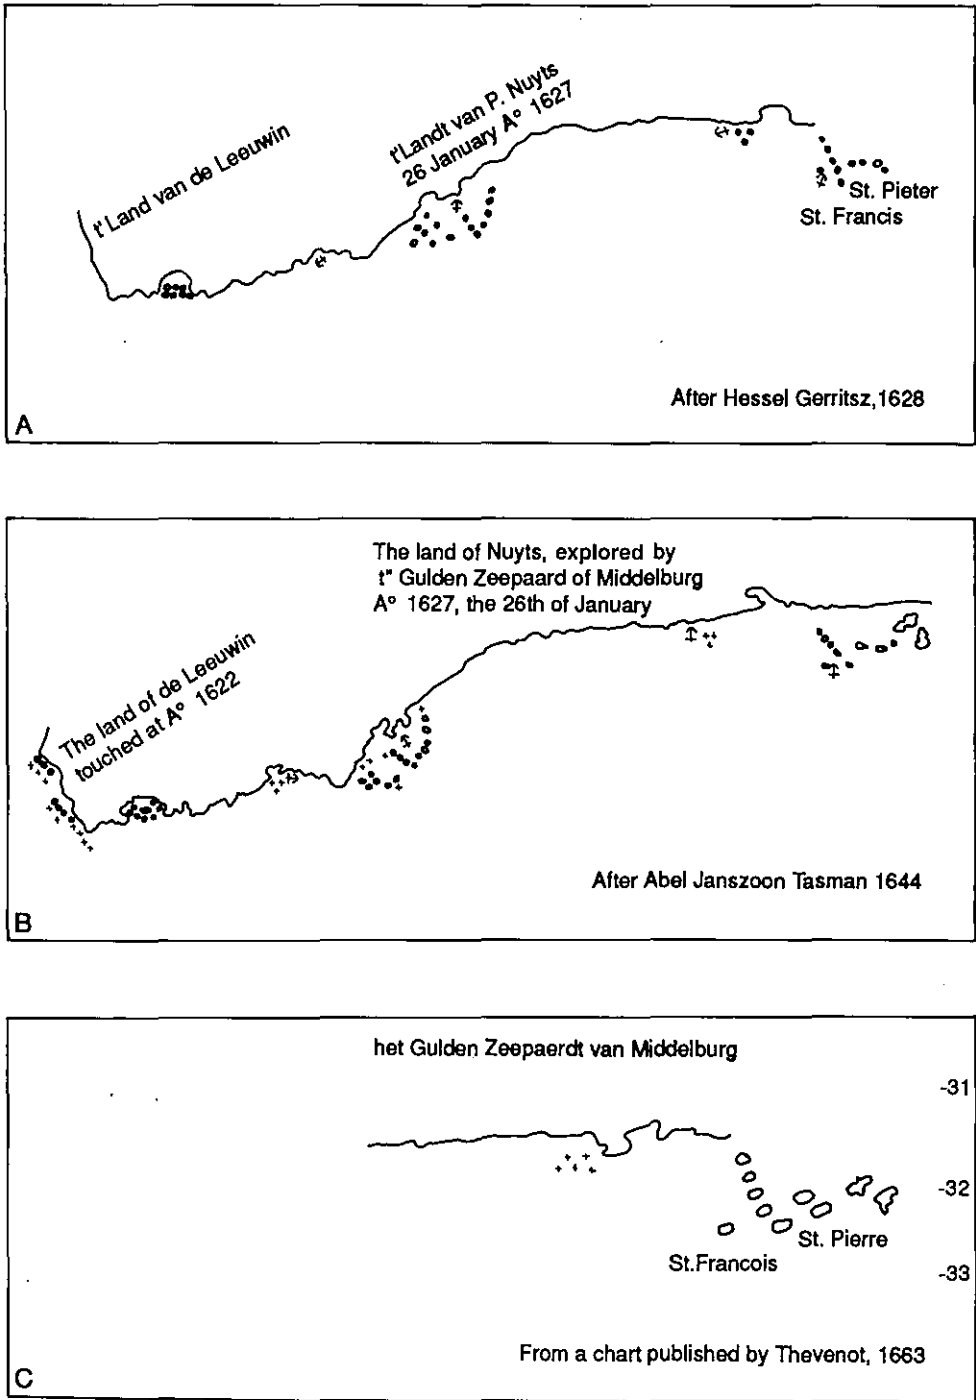 t' Land van de Leeuwin
t'Landt van P. Nuyts
26 January A° 1627
St. Pieter
St. Francis
After Hessel Gerritsz,1628
A
The land of Nuyts, explored by
t" Gulden Zeepaard of Middelburg
A° 1627, the 26th of January
The land of de Leeuwin
touched at A° 1622
After Abel Janszoon Tasman 1644
B
het Gulden Zeepaerdt van Middelburg
-31
-32
St. Pierre
St.Francois
-33
From a chart published by Thevenot, 1663
C